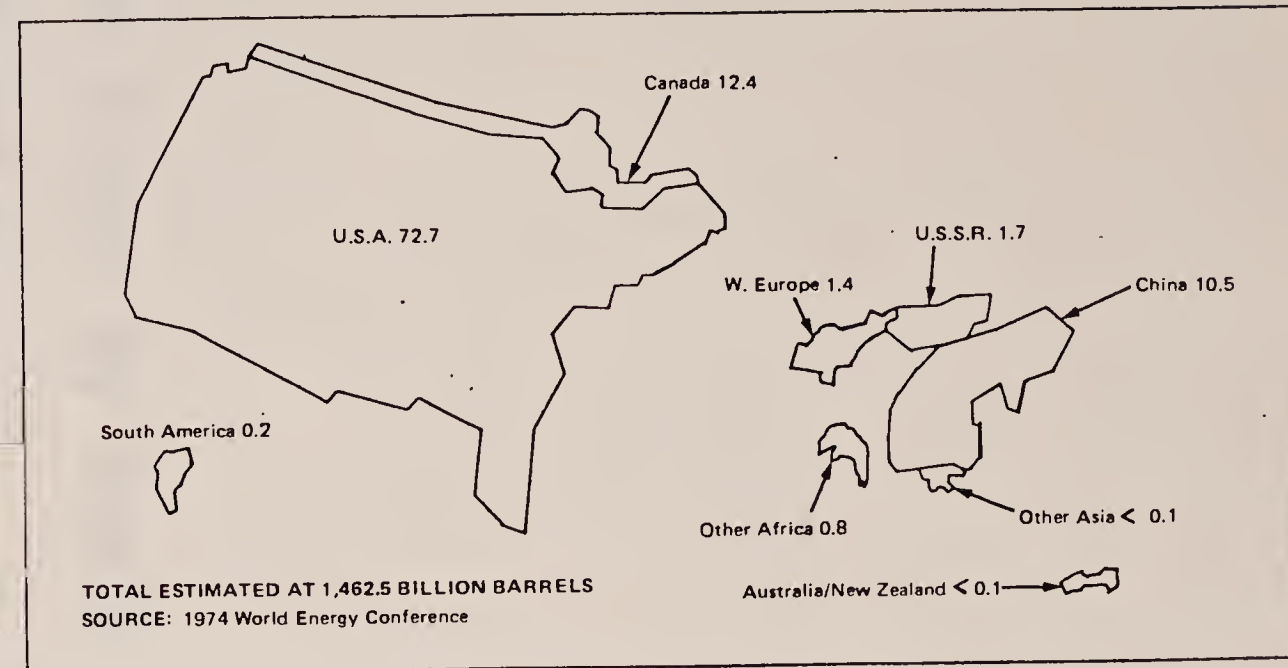 Canada 12.4
U.S.A. 72.7
U.S.S.R. 1.7
W. Europe 1.4
China 10.5
South America 0.2
Other Africa 0.8
Other Asia < 0.1
Australia/New Zealand < 0.1
TOTAL ESTIMATED AT 1,462.5 BILLION BARRELS
SOURCE: 1974 World Energy Conference